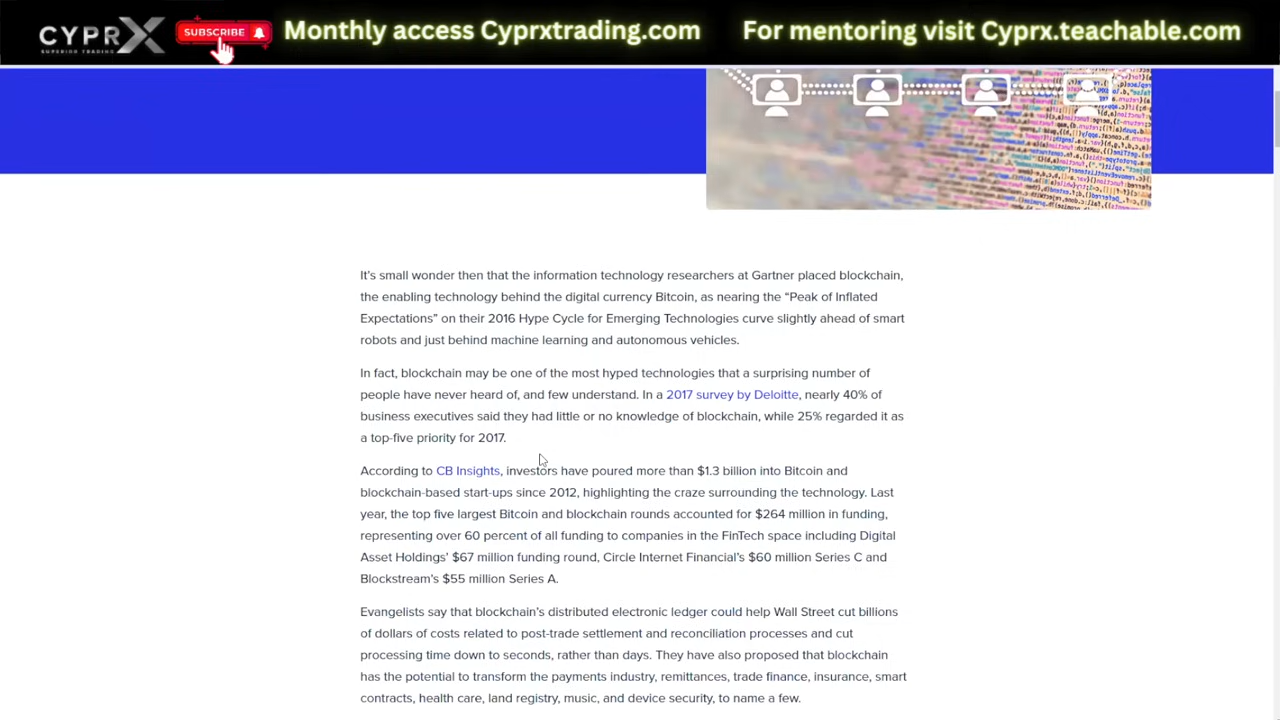 CYPRX
SUPERIOR TRADING
SUBSCRIBE
Monthly access Cyprxtrading.com
For mentoring visit Cyprx.teachable.com
It's small wonder then that the information technology researchers at Gartner placed blockchain,
the enabling technology behind the digital currency Bitcoin, as nearing the “Peak of Inflated
Expectations” on their 2016 Hype Cycle for Emerging Technologies curve slightly ahead of smart
robots and just behind machine learning and autonomous vehicles.
In fact, blockchain may be one of the most hyped technologies that a surprising number of
people have never heard of, and few understand. In a 2017 survey by Deloitte, nearly 40% of
business executives said they had little or no knowledge of blockchain, while 25% regarded it as
a top-five priority for 2017.
According to CB Insights, investors have poured more than $1.3 billion into Bitcoin and
blockchain-based start-ups since 2012, highlighting the craze surrounding the technology. Last
year, the top five largest Bitcoin and blockchain rounds accounted for $264 million in funding,
representing over 60 percent of all funding to companies in the FinTech space including Digital
Asset Holdings' $67 million funding round, Circle Internet Financial's $60 million Series C and
Blockstream's $55 million Series A.
Evangelists say that blockchain's distributed electronic ledger could help Wall Street cut billions
of dollars of costs related to post-trade settlement and reconciliation processes and cut
processing time down to seconds, rather than days. They have also proposed that blockchain
has the potential to transform the payments industry, remittances, trade finance, insurance, smart
contracts, health care, land registry, music, and device security, to name a few.